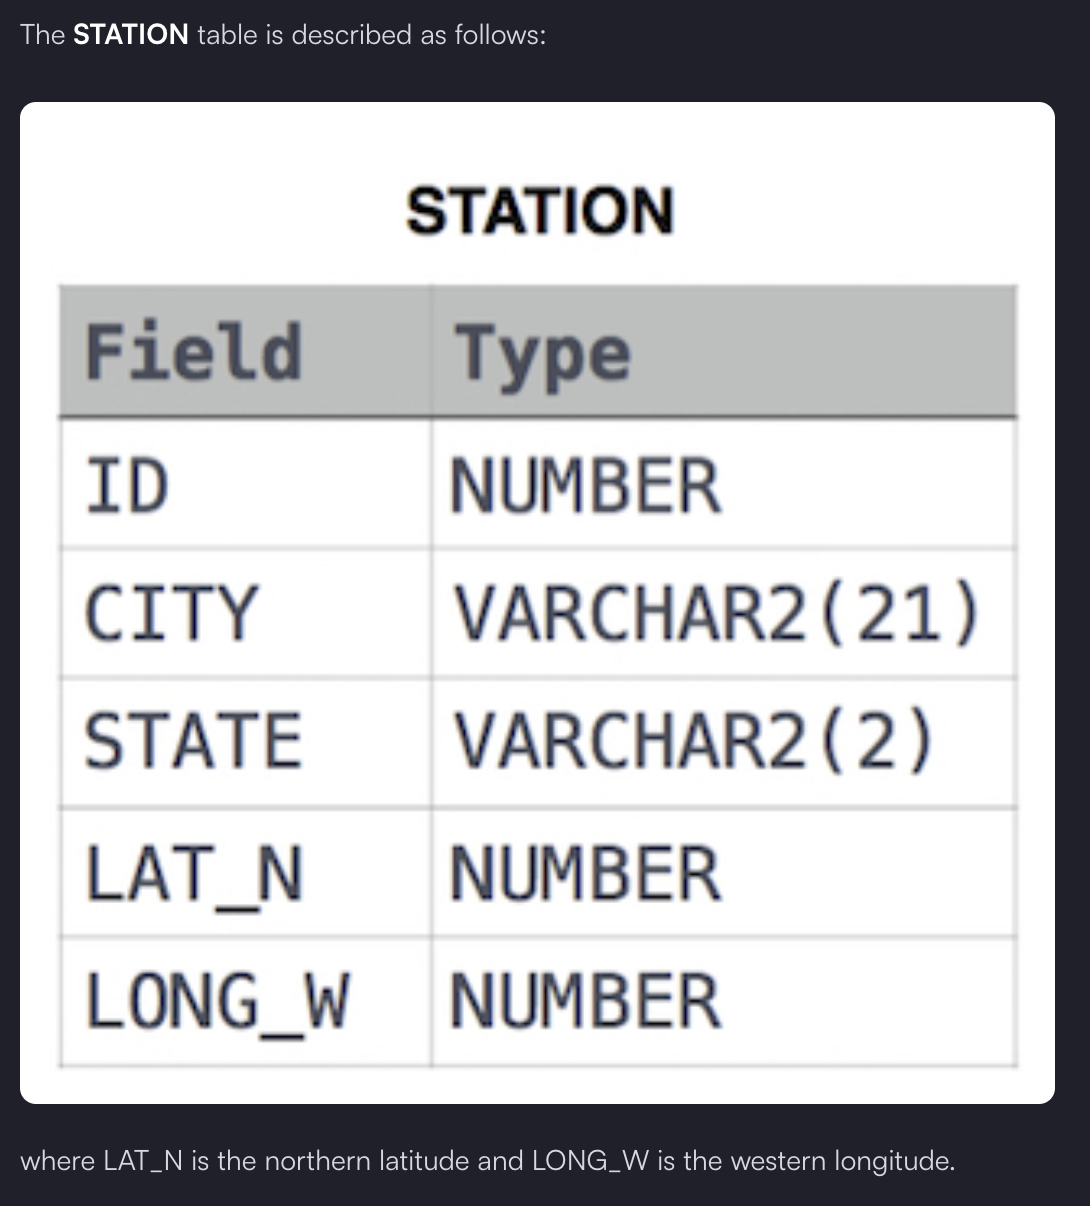 The STATION table is described as follows:
STATION
Field Type
ID NUMBER
CITY VARCHAR2(21)
STATE VARCHAR2(2)
LAT_N NUMBER
LONG_W NUMBER
where LAT_N is the northern latitude and LONG_W is the western longitude.